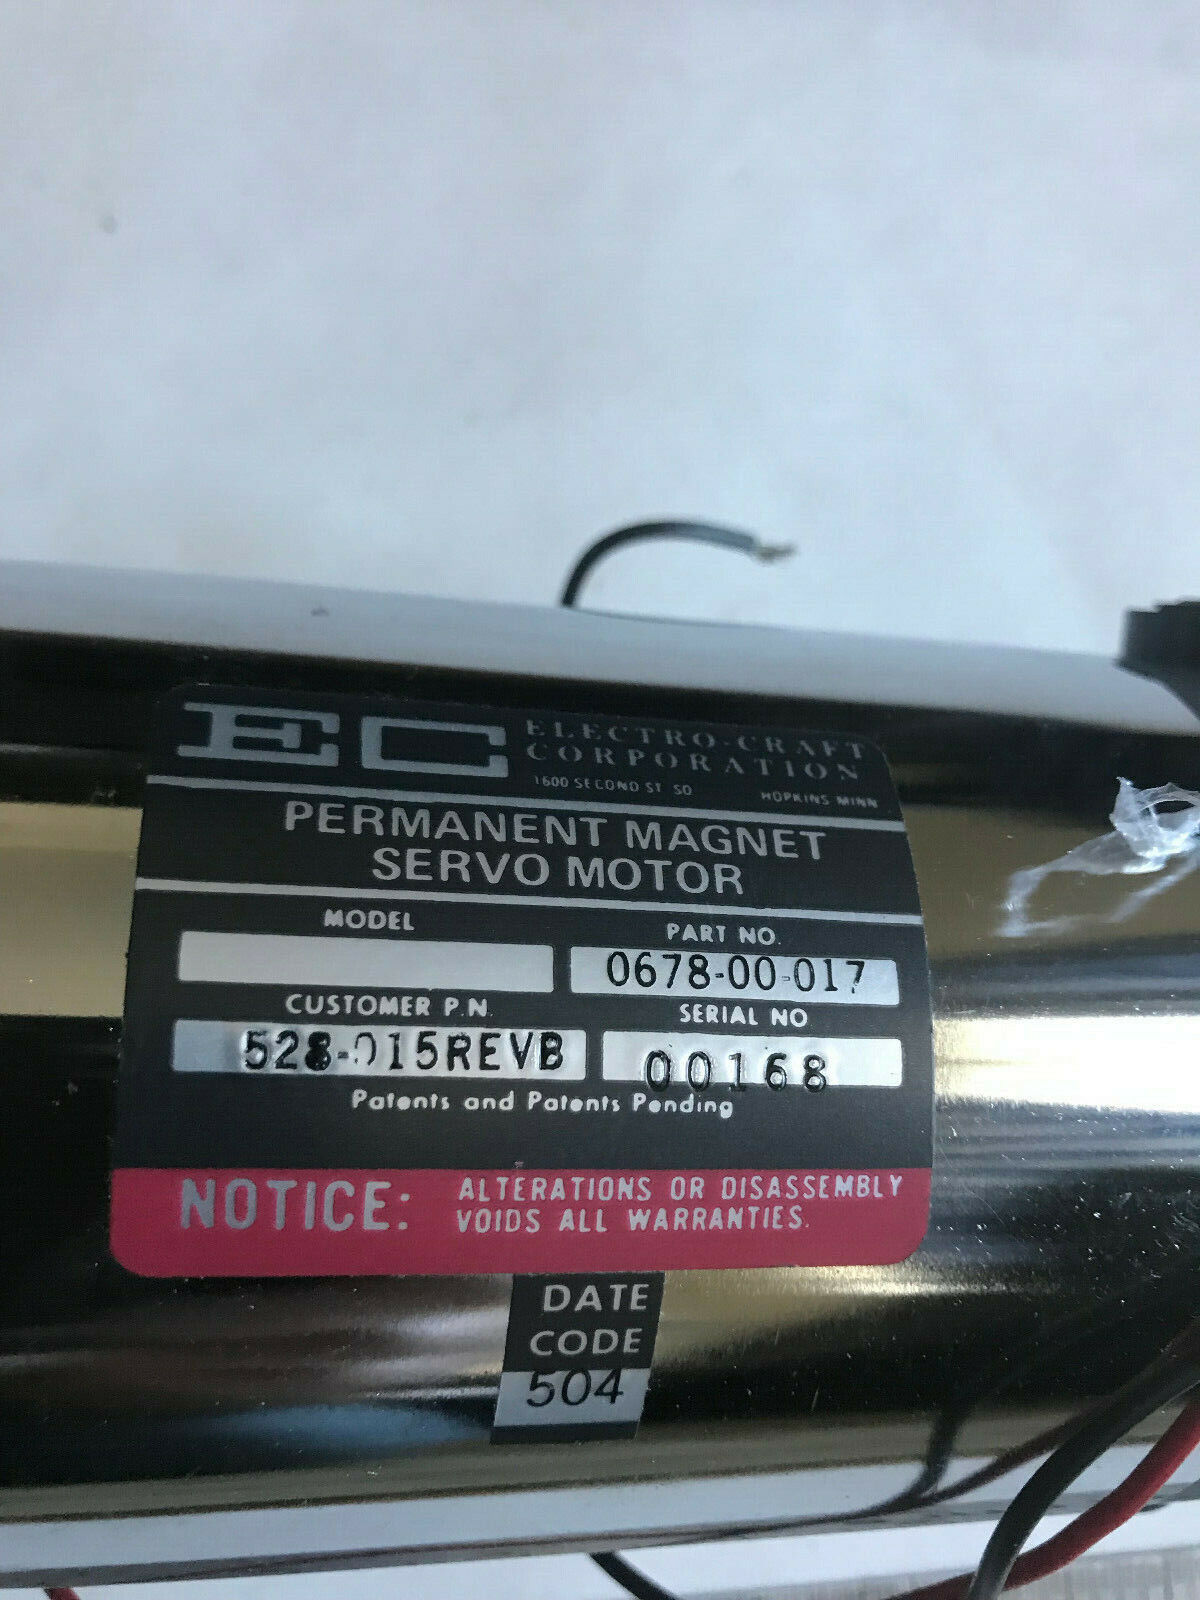 EC ELECTRO-CRAFT
CORPORATION
1600 SECOND ST SO HOPKINS MINN
PERMANENT MAGNET
SERVO MOTOR
MODEL
PART NO.
0678-00-017
CUSTOMER P.N.
SERIAL NO
528-015REVB
00168
Patents and Patents Pending
NOTICE: ALTERATIONS OR DISASSEMBLY
VOIDS ALL WARRANTIES.
DATE
CODE
504